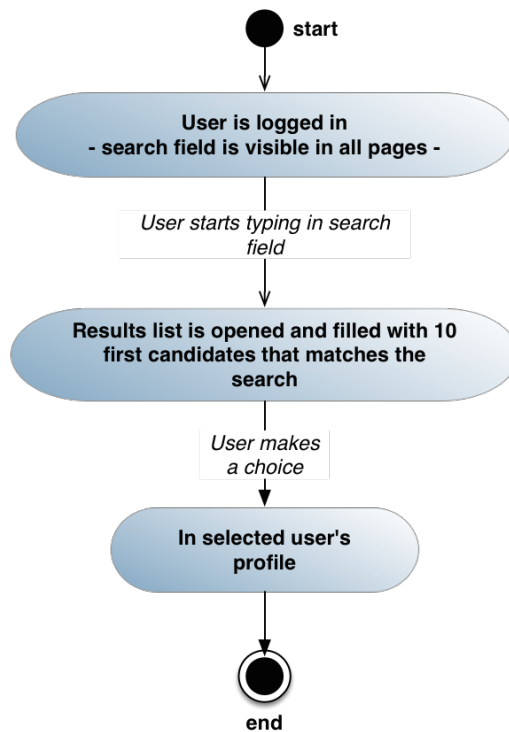 start
User is logged in
- search field is visible in all pages -
User starts typing in search
field
Results list is opened and filled with 10
first candidates that matches the
search
User makes
a choice
In selected user's
profile
end